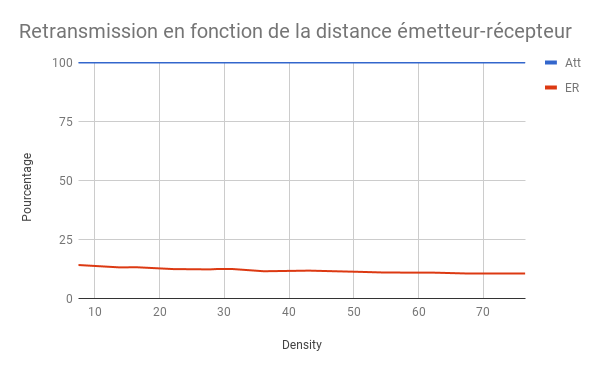 Retransmission en fonction de la distance émetteur-récepteur
100
75
50
25
0
Pourcentage
10 20 30 40 50 60 70
Density
Att
ER